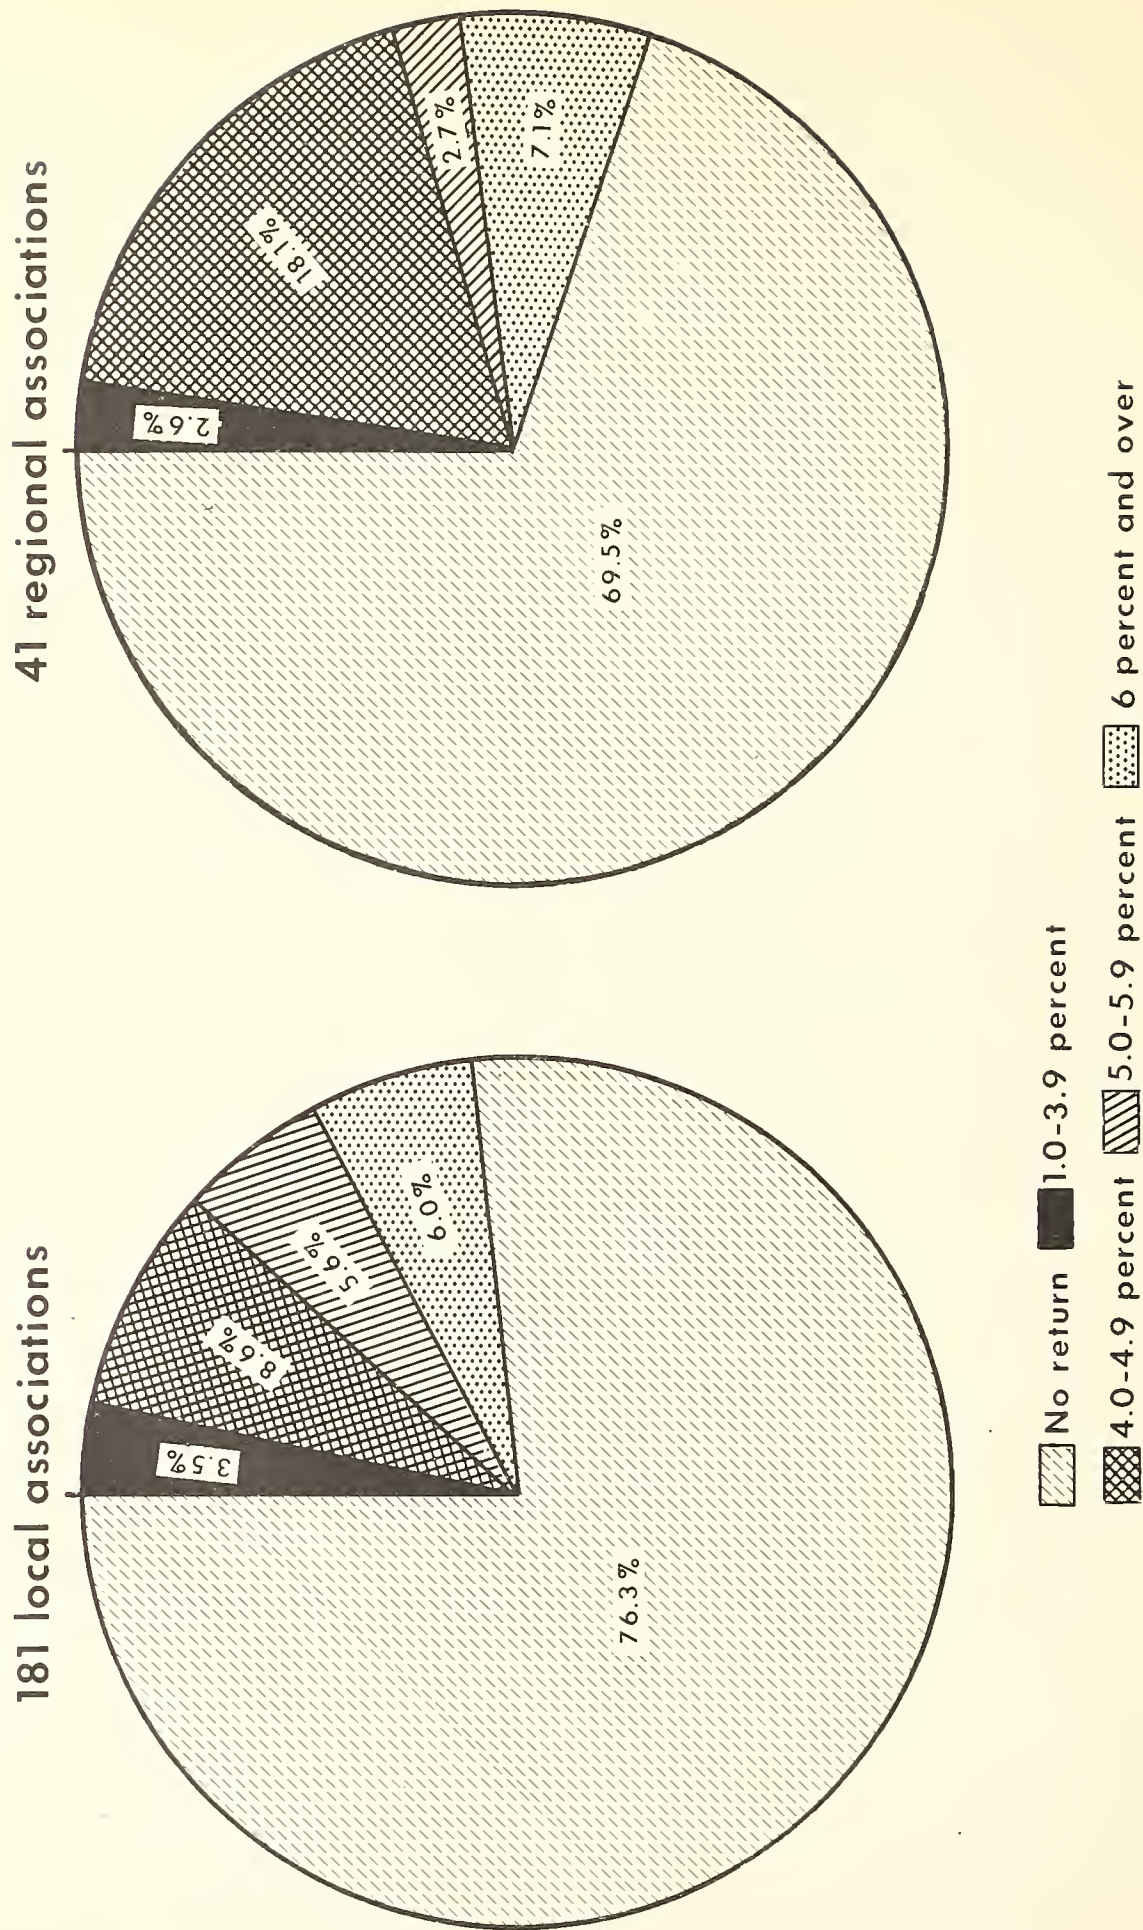 181 local associations
3.5%
8.6%
5.6%
6.0%
76.3%
41 regional associations
2.6%
18.1%
2.7%
7.1%
69.5%
No return 1.0-3.9 percent
4.0-4.9 percent 5.0-5.9 percent 6 percent and over